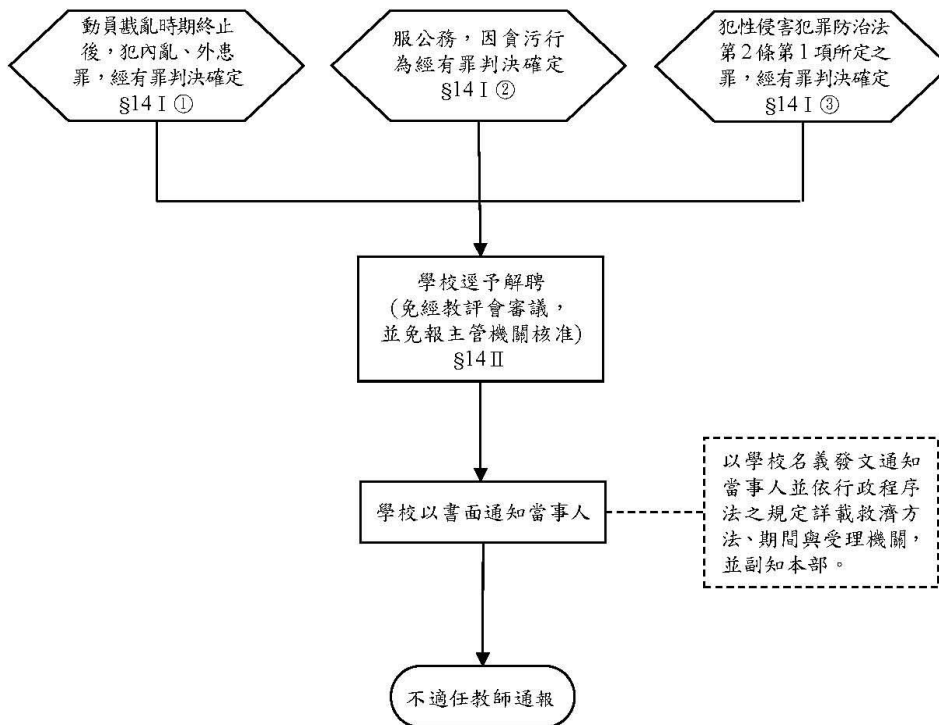 動員戡亂時期終止
後，犯內亂、外患
罪，經有罪判決確定
§14 I ①
服公務，因貪污行
為經有罪判決確定
§14 I ②
犯性侵害犯罪防治法
第2條第1項所定之
罪，經有罪判決確定
§14 I ③
學校逕予解聘
(免經教評會審議，
並免報主管機關核准)
§14 II
學校以書面通知當事人
以學校名義發文通知
當事人並依行政程序
法之規定詳載救濟方
法、期間與受理機關，
並副知本部。
不適任教師通報